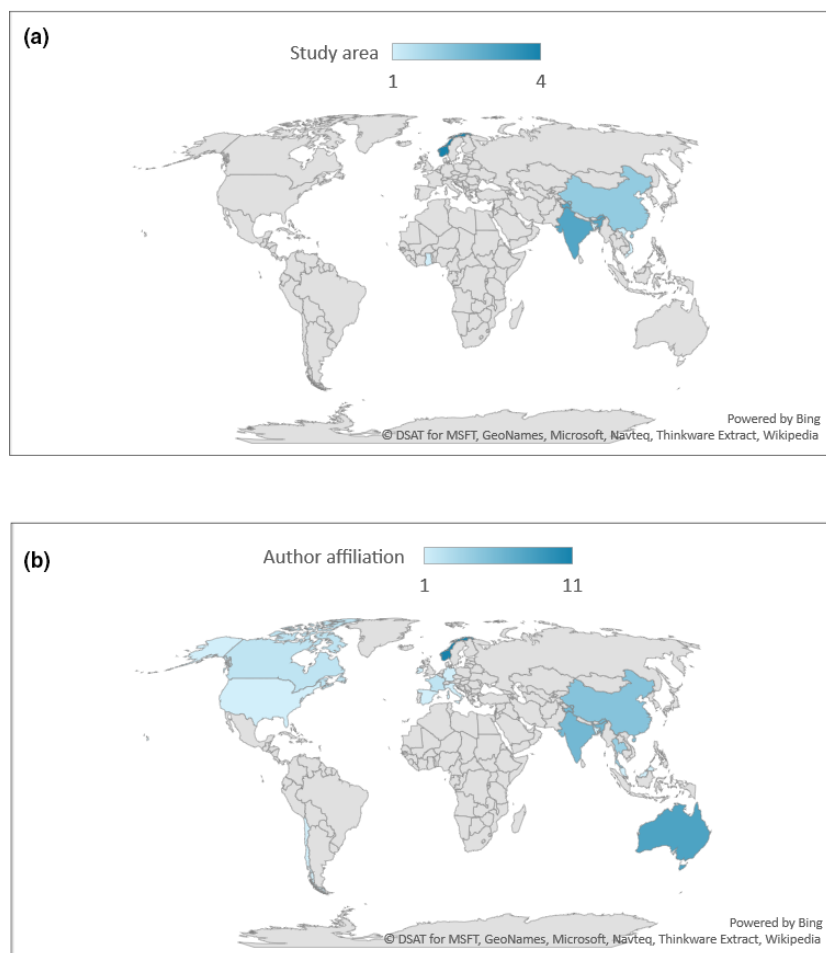 (a)
Study area
1 4
Powered by Bing
© DSAT for MSFT, GeoNames, Microsoft, Navteq, Thinkware Extract, Wikipedia
(b)
Author affiliation
1 11
Powered by Bing
© DSAT for MSFT, GeoNames, Microsoft, Navteq, Thinkware Extract, Wikipedia